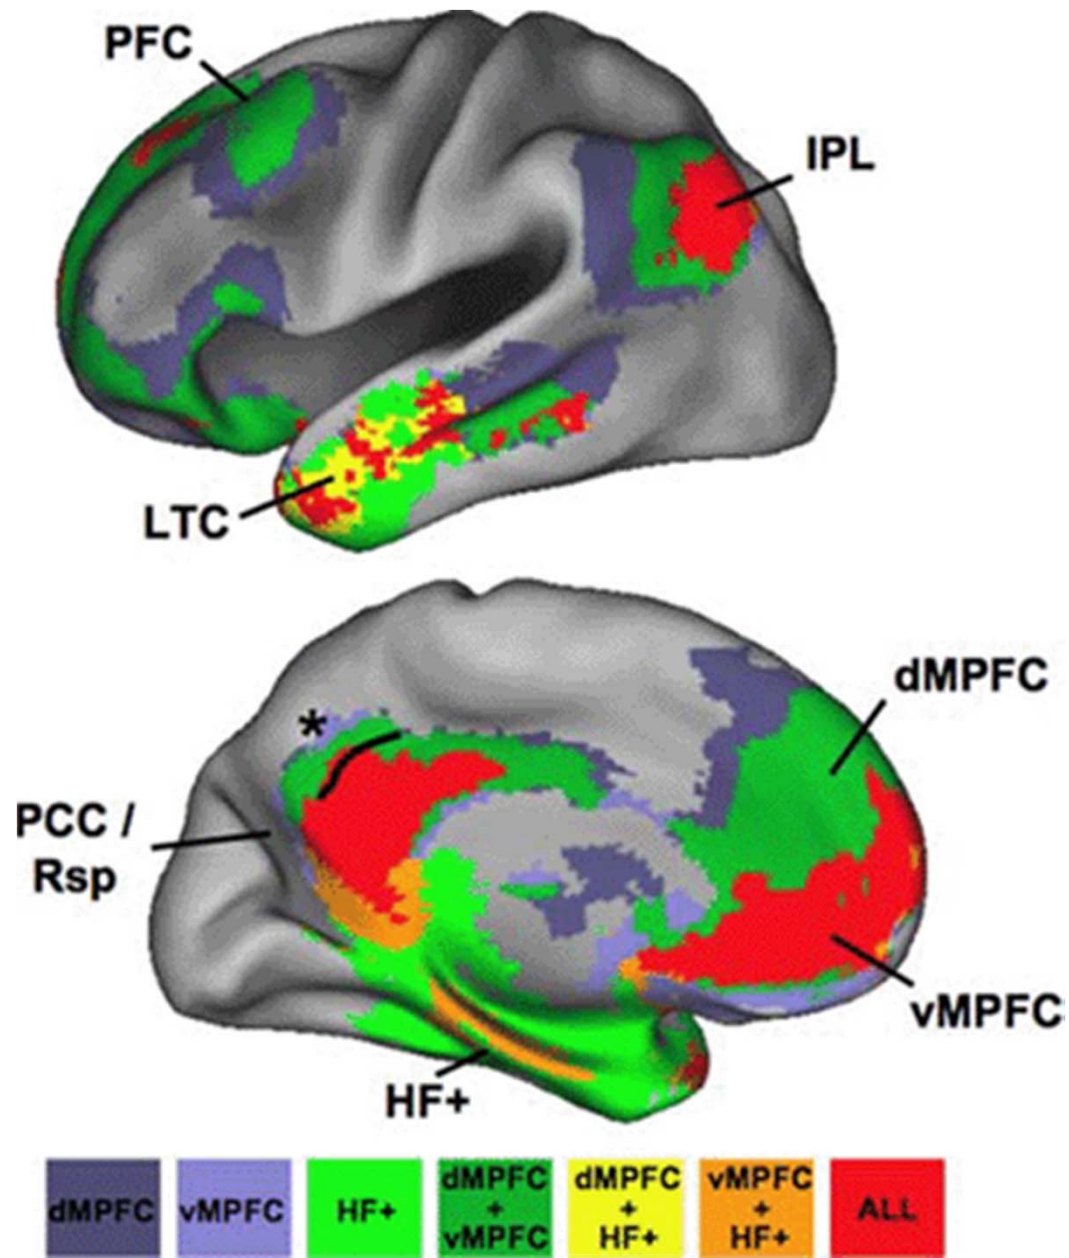 PFC
IPL
LTC
dMPFC
*
PCC /
Rsp
vMPFC
HF+
dMPFC
vMPFC
HF+
dMPFC
+
vMPFC
dMPFC
+
HF+
vMPFC
+
HF+
ALL